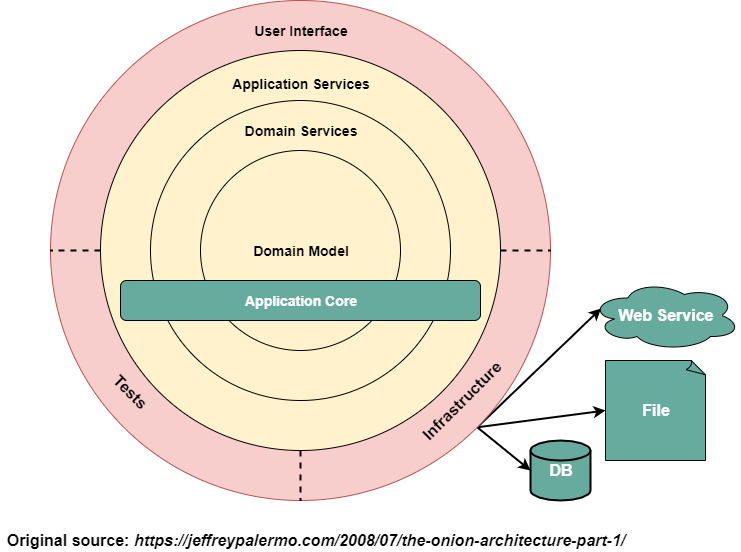 User Interface
Application Services
Domain Services
Domain Model
Application Core
Web Service
Tests
Infrastructure
File
DB
Original source: https://jeffreypalermo.com/2008/07/the-onion-architecture-part-1/